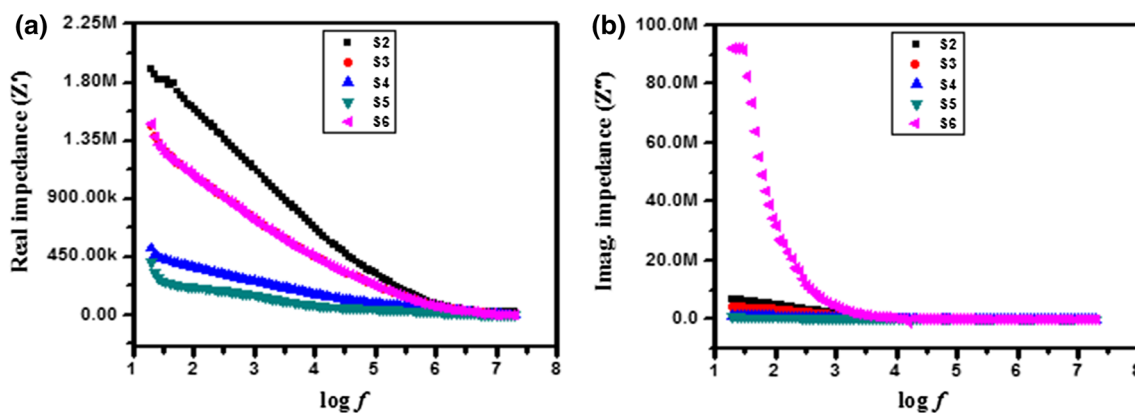 (a)
Real impedance (Z')
2.25M
1.80M
1.35M
900.00k
450.00k
0.00
S2
S3
S4
S5
S6
1 2 3 4 5 6 7 8
log f
(b)
Imag. impedance (Z'')
100.0M
80.0M
60.0M
40.0M
20.0M
0.0
S2
S3
S4
S5
S6
1 2 3 4 5 6 7 8
log f